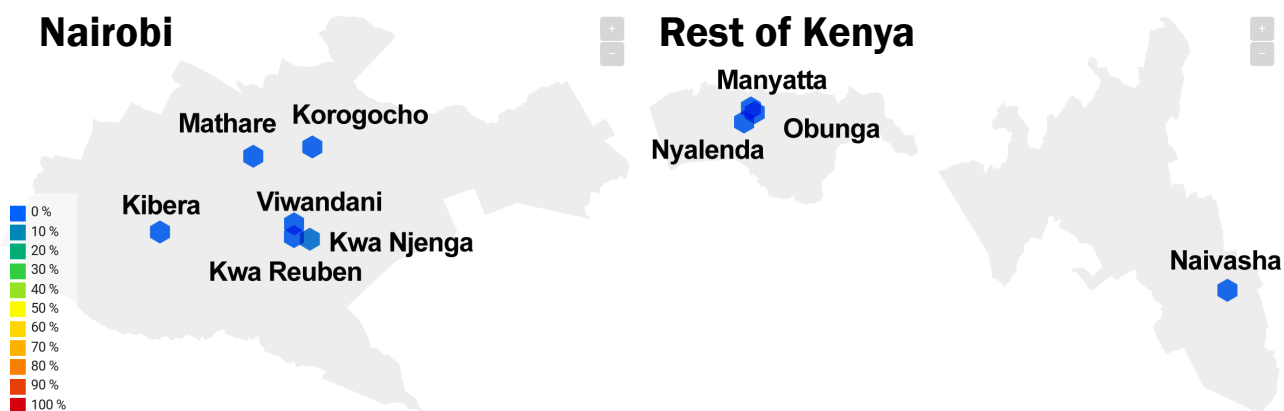 Nairobi
+
−
Mathare
Korogocho
Kibera
Viwandani
Kwa Njenga
Kwa Reuben
0 %
10 %
20 %
30 %
40 %
50 %
60 %
70 %
80 %
90 %
100 %
Rest of Kenya
+
−
Manyatta
Obunga
Nyalenda
Naivasha